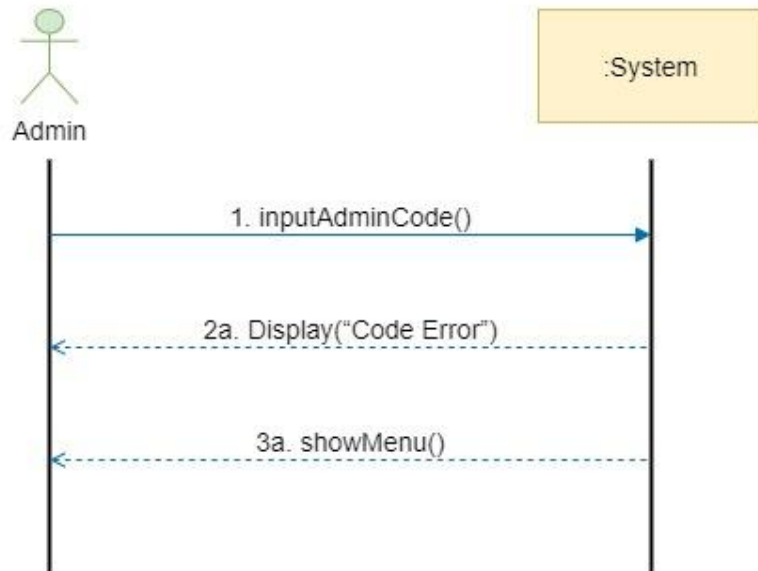 :System
Admin
1. inputAdminCode()
2a. Display(“Code Error”)
3a. showMenu()